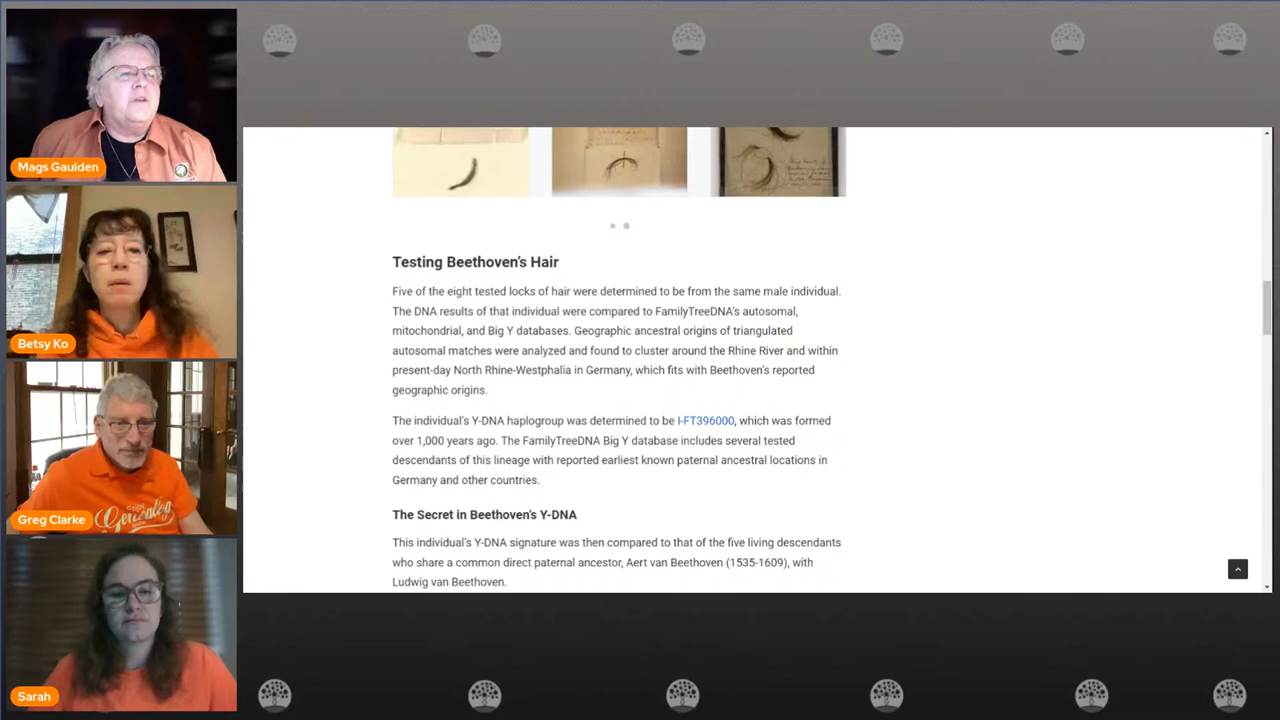 Mags Gaulden
Betsy Ko
Greg Clarke
Genealogy
Sarah
Testing Beethoven's Hair
Five of the eight tested locks of hair were determined to be from the same male individual.
The DNA results of that individual were compared to FamilyTreeDNA's autosomal,
mitochondrial, and Big Y databases. Geographic ancestral origins of triangulated
autosomal matches were analyzed and found to cluster around the Rhine River and within
present-day North Rhine-Westphalia in Germany, which fits with Beethoven's reported
geographic origins.
The individual's Y-DNA haplogroup was determined to be I-FT396000, which was formed
over 1,000 years ago. The FamilyTreeDNA Big Y database includes several tested
descendants of this lineage with reported earliest known paternal ancestral locations in
Germany and other countries.
The Secret in Beethoven's Y-DNA
This individual's Y-DNA signature was then compared to that of the five living descendants
who share a common direct paternal ancestor, Aert van Beethoven (1535-1609), with
Ludwig van Beethoven.